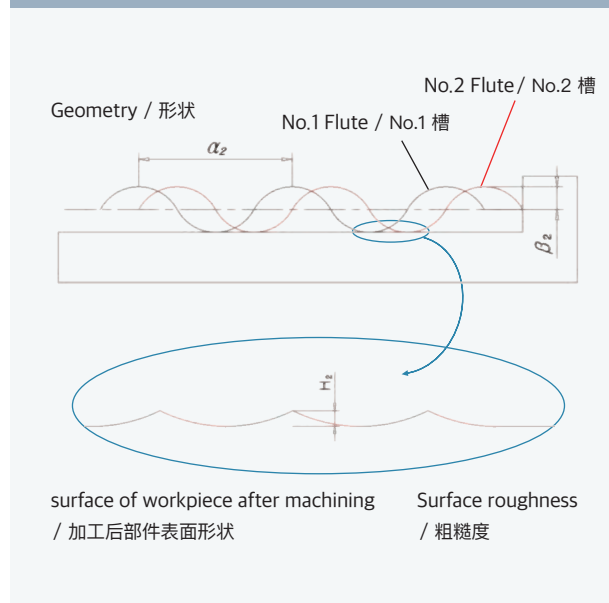 No.2 Flute / No.2 槽
Geometry / 形状
No.1 Flute / No.1 槽
α₂
β₂
H₂
surface of workpiece after machining
/ 加工后部件表面形状
Surface roughness
/ 粗糙度